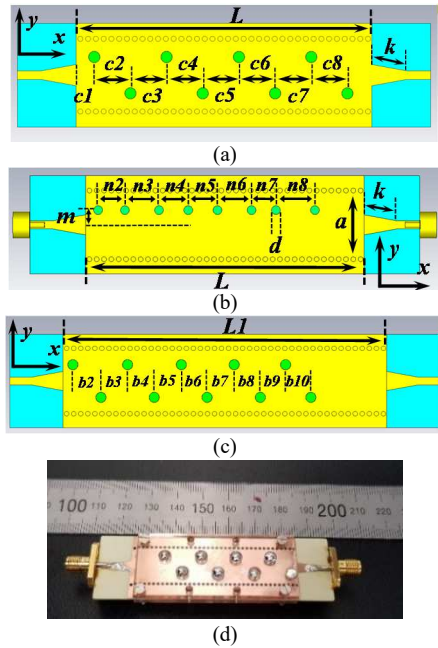 L
y
c2 c4 c6 c8 k
x
c1 c3 c5 c7
(a)
n2 n3 n4 n5 n6 n7 n8 k
m a
d
y
L
x
(b)
y
L1
x
b2 b3 b4 b5 b6 b7 b8 b9 b10
(c)
100 110 120 130 140 150 160 170 180 190 200 210 220
(d)